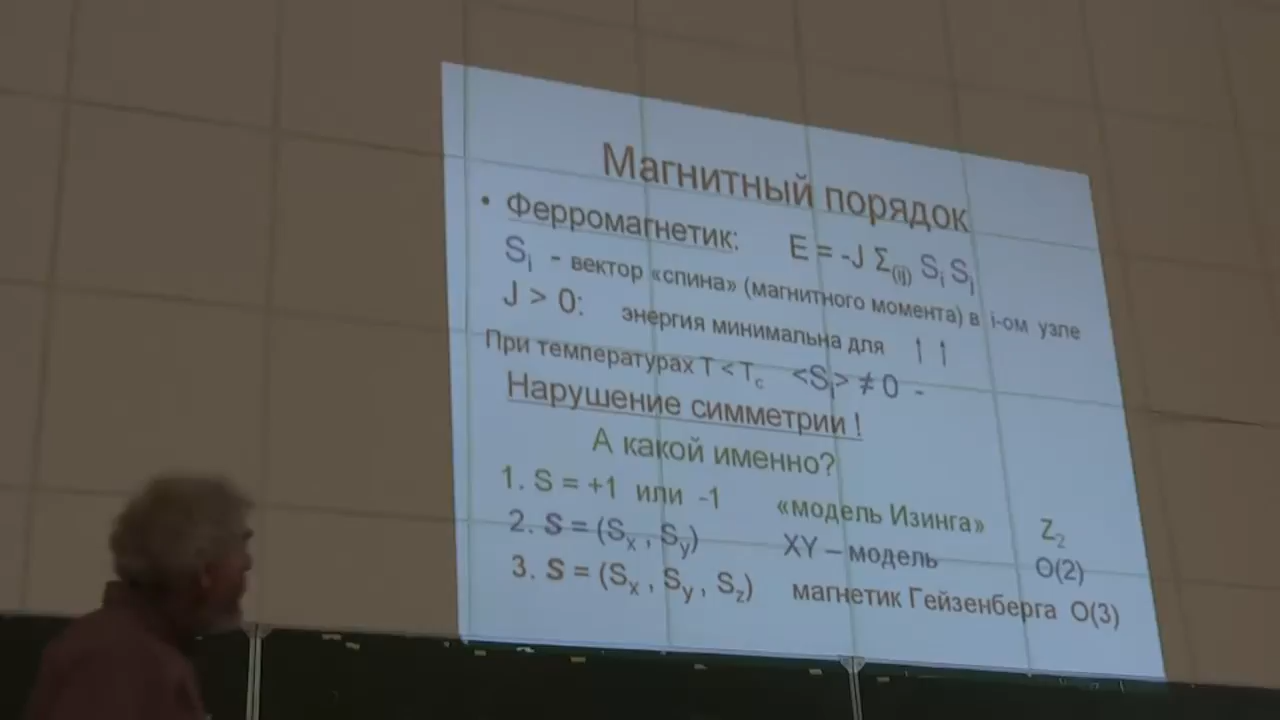 Магнитный порядок
• Ферромагнетик: E = -J Σ(ij) Si Sj
Si - вектор «спина» (магнитного момента) в i-ом узле
J > 0: энергия минимальна для ↑ ↑
При температурах T < Tc <Si> ≠ 0 -
Нарушение симметрии !
А какой именно?
1. S = +1 или -1 «модель Изинга» Z2
2. S = (Sx , Sy) XY – модель O(2)
3. S = (Sx , Sy , Sz) магнетик Гейзенберга O(3)